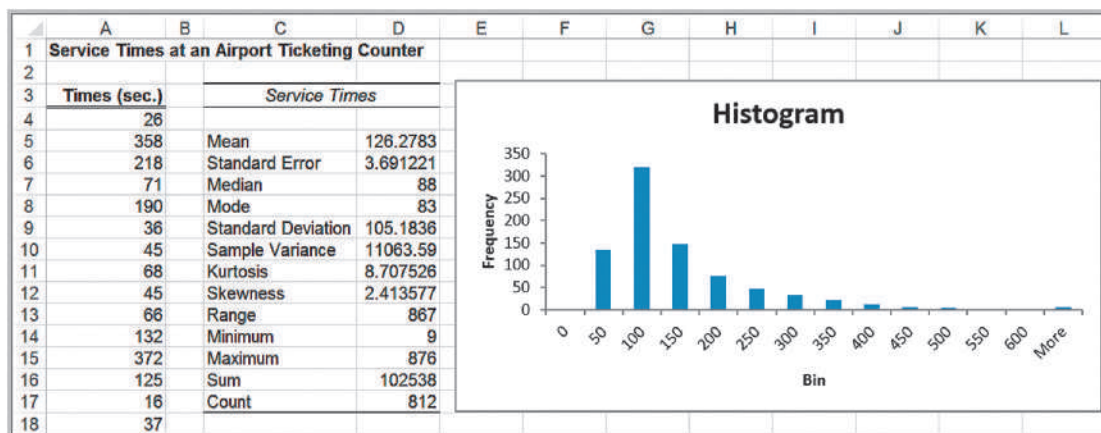 A B C D E F G H I J K L
1 Service Times at an Airport Ticketing Counter
2
3 Times (sec.) Service Times
4 26
5 358 Mean 126.2783
6 218 Standard Error 3.691221
7 71 Median 88
8 190 Mode 83
9 36 Standard Deviation 105.1836
10 45 Sample Variance 11063.59
11 68 Kurtosis 8.707526
12 45 Skewness 2.413577
13 66 Range 867
14 132 Minimum 9
15 372 Maximum 876
16 125 Sum 102538
17 16 Count 812
18 37
Histogram
Frequency
350
300
250
200
150
100
50
0
0 50 100 150 200 250 300 350 400 450 500 550 600 More
Bin